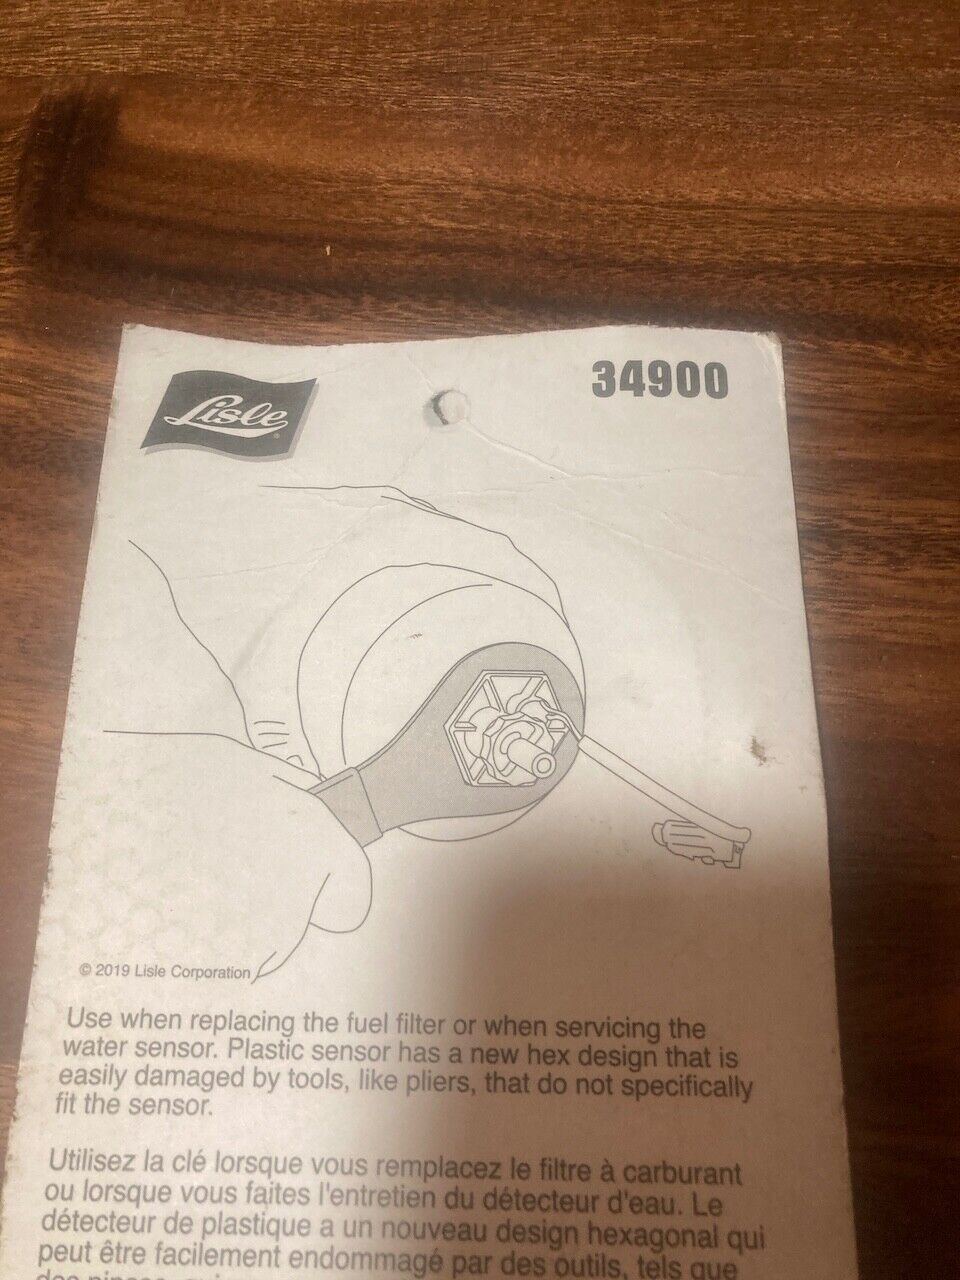 Lisle®
34900
© 2019 Lisle Corporation
Use when replacing the fuel filter or when servicing the
water sensor. Plastic sensor has a new hex design that is
easily damaged by tools, like pliers, that do not specifically
fit the sensor.
Utilisez la clé lorsque vous remplacez le filtre à carburant
ou lorsque vous faites l'entretien du détecteur d'eau. Le
détecteur de plastique a un nouveau design hexagonal qui
peut être facilement endommagé par des outils, tels que
des pinces, qui